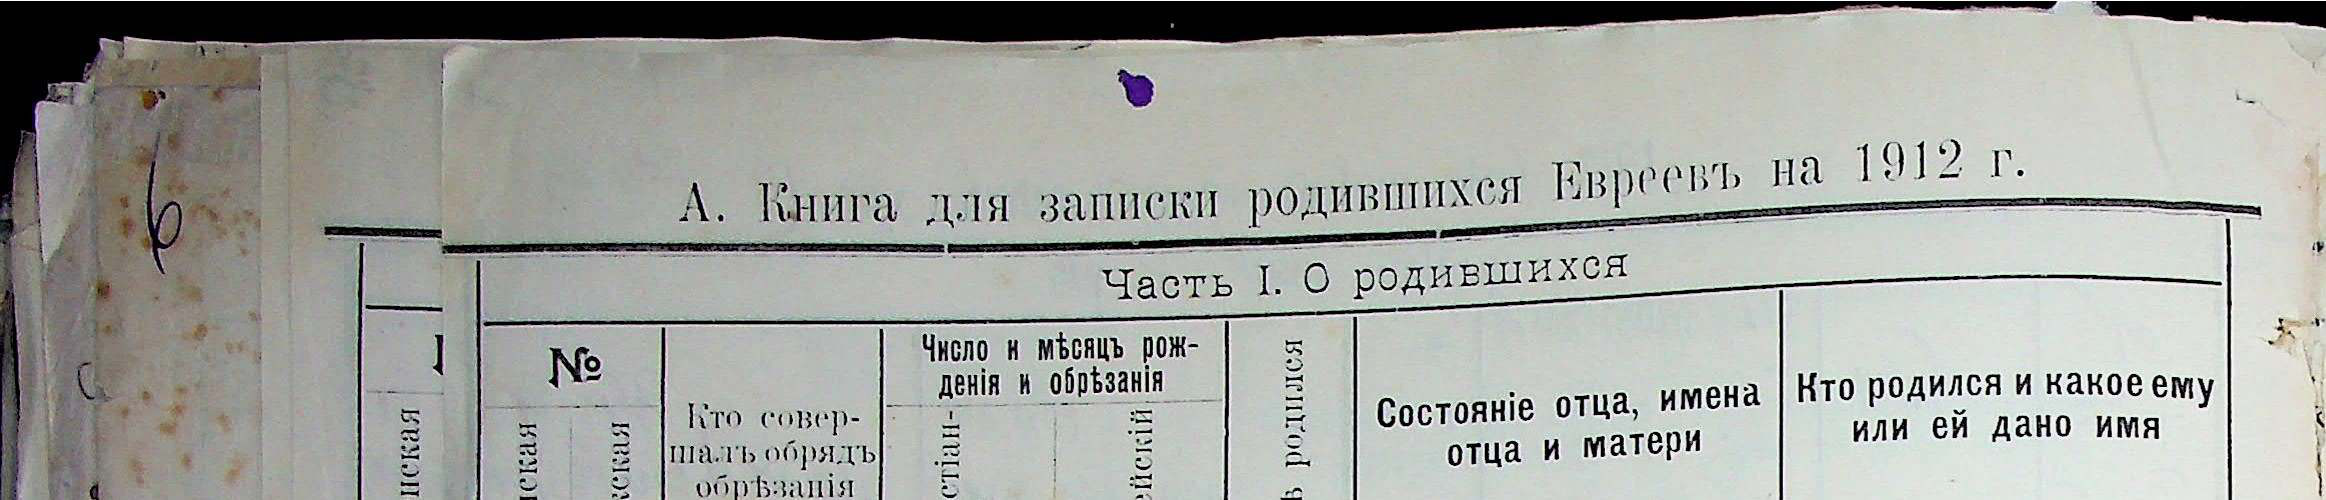 6
А. Книга для записки родившихся Евреевъ на 1912 г.
Часть I. О родившихся
№
Кто совер-
шалъ обрядъ
обрѣзанія
Число и мѣсяцъ рож-
денія и обрѣзанія
родился
Состояніе отца, имена
отца и матери
Кто родился и какое ему
или ей дано имя